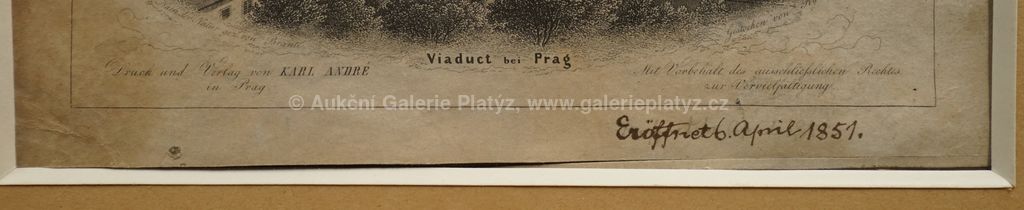 Viaduct bei Prag
Druck und Verlag von KARL ANDRÉ
in Prag
Mit Vorbehalt des ausschließlichen Rechtes
zur Vervielfältigung
© Aukční Galerie Platýz, www.galerieplatyz.cz
Eröffnet 6. April 1851.